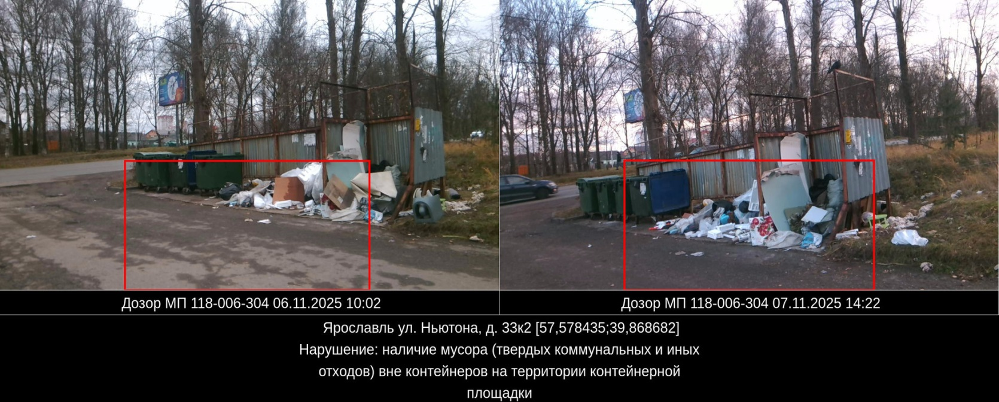 Дозор МП 118-006-304 06.11.2025 10:02
Дозор МП 118-006-304 07.11.2025 14:22
Ярославль ул. Ньютона, д. 33к2 [57,578435;39,868682]
Нарушение: наличие мусора (твердых коммунальных и иных
отходов) вне контейнеров на территории контейнерной
площадки